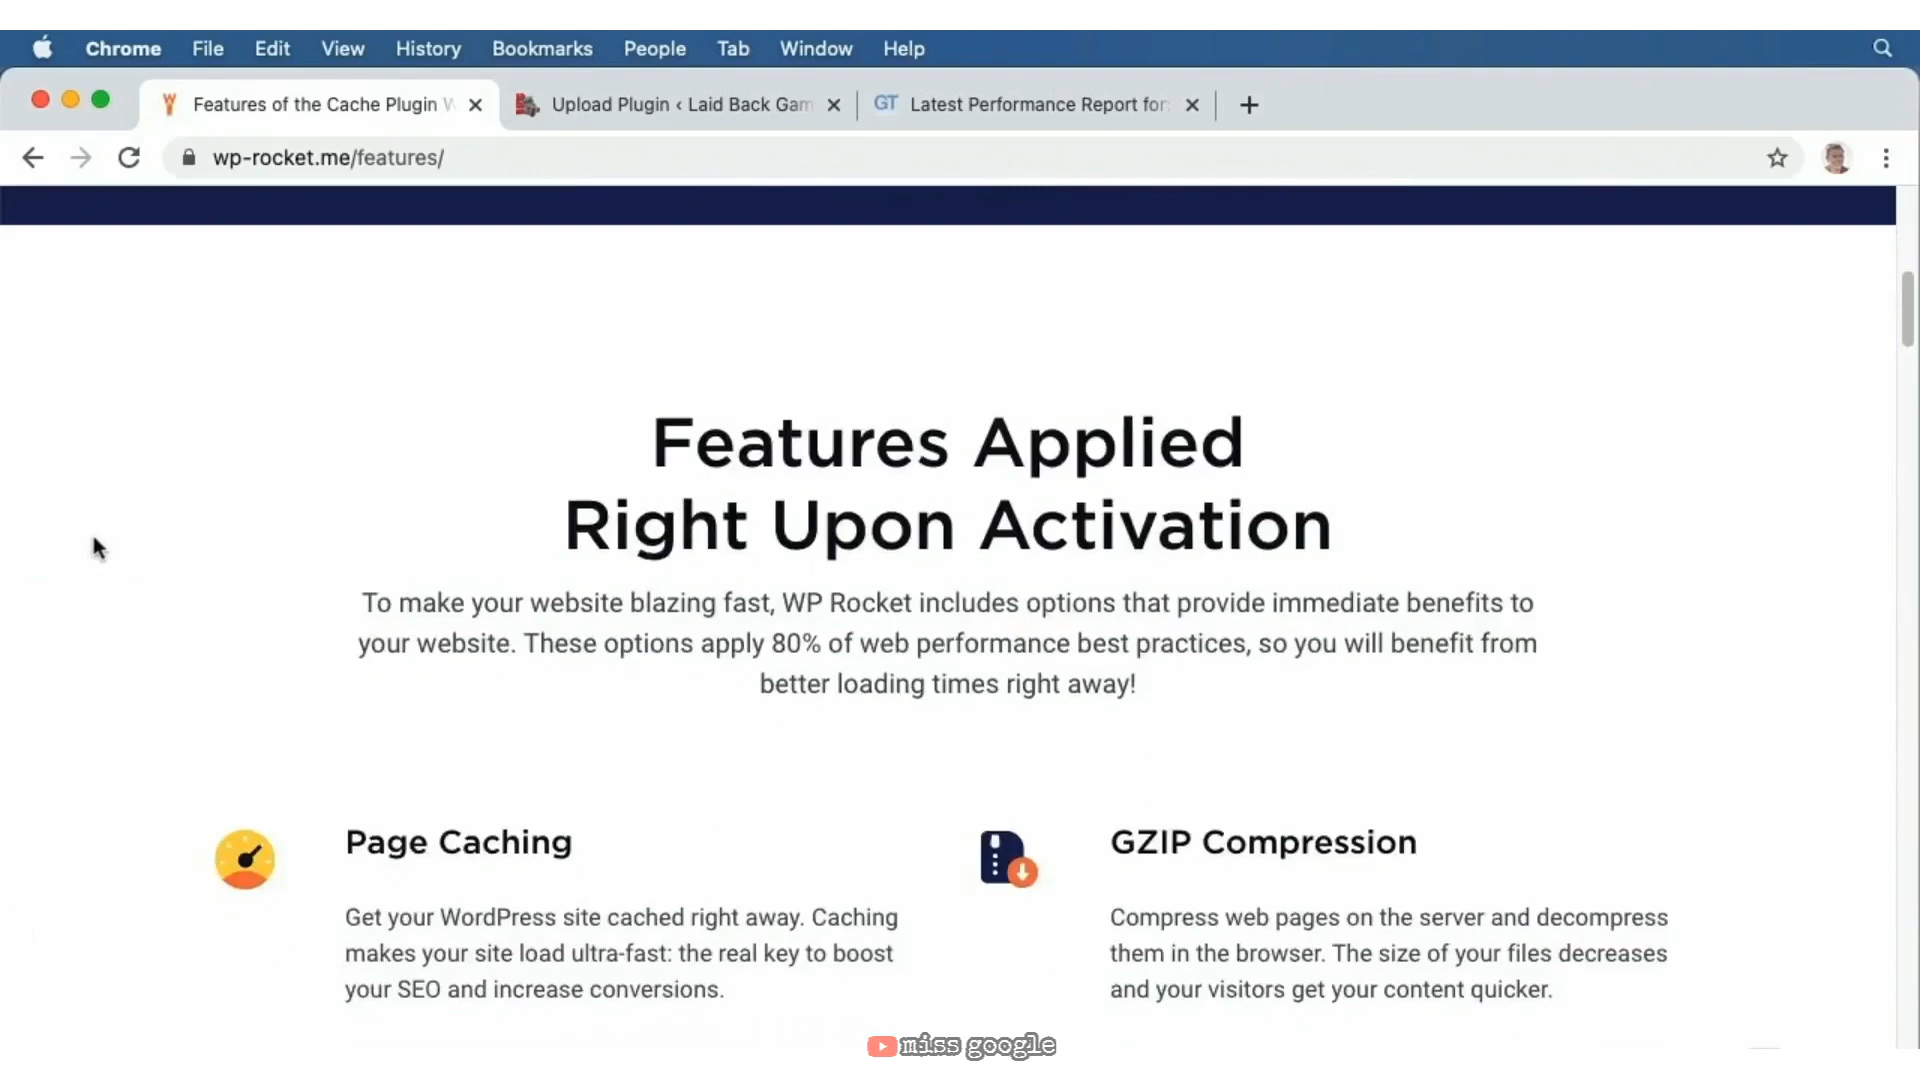 Chrome File Edit View History Bookmarks People Tab Window Help
Features of the Cache Plugin W
Upload Plugin ‹ Laid Back Gam
GT Latest Performance Report for:
wp-rocket.me/features/
Features Applied
Right Upon Activation
To make your website blazing fast, WP Rocket includes options that provide immediate benefits to
your website. These options apply 80% of web performance best practices, so you will benefit from
better loading times right away!
Page Caching
Get your WordPress site cached right away. Caching
makes your site load ultra-fast: the real key to boost
your SEO and increase conversions.
GZIP Compression
Compress web pages on the server and decompress
them in the browser. The size of your files decreases
and your visitors get your content quicker.
miss google